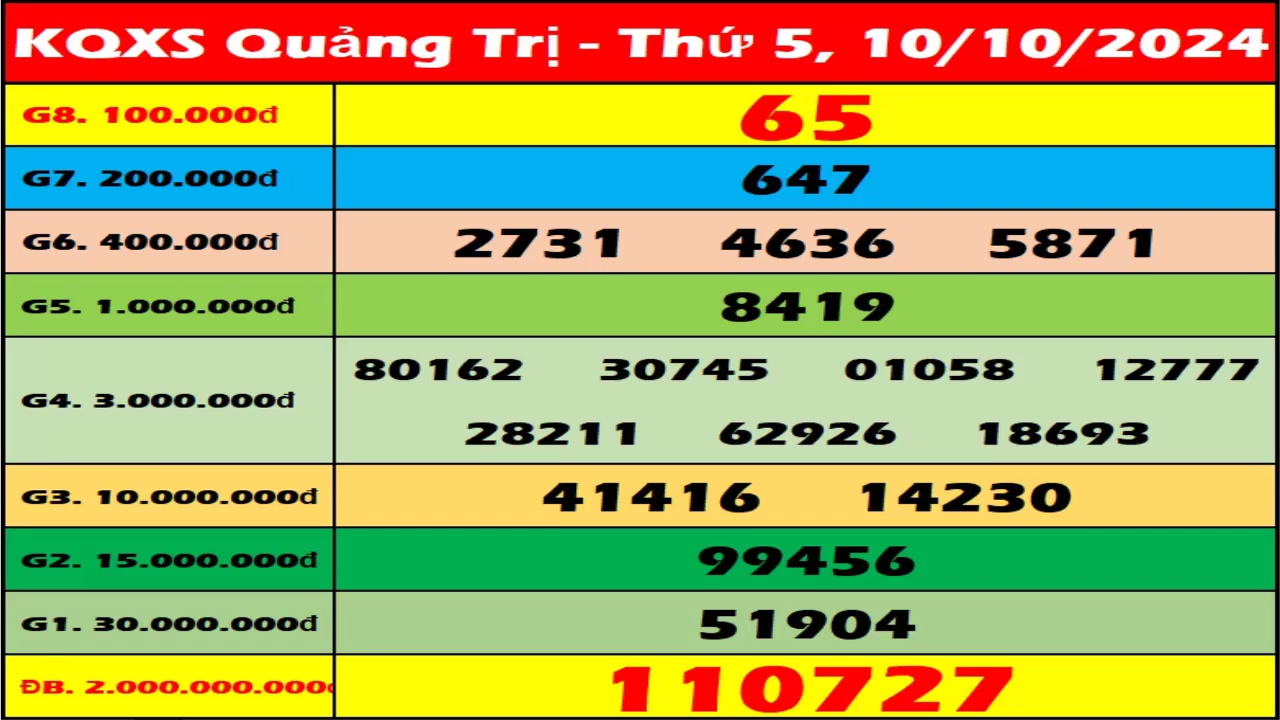 KQXS Quảng Trị - Thứ 5, 10/10/2024
G8. 100.000đ 65
G7. 200.000đ 647
G6. 400.000đ 2731 4636 5871
G5. 1.000.000đ 8419
G4. 3.000.000đ 80162 30745 01058 12777
28211 62926 18693
G3. 10.000.000đ 41416 14230
G2. 15.000.000đ 99456
G1. 30.000.000đ 51904
ĐB. 2.000.000.000đ 110727